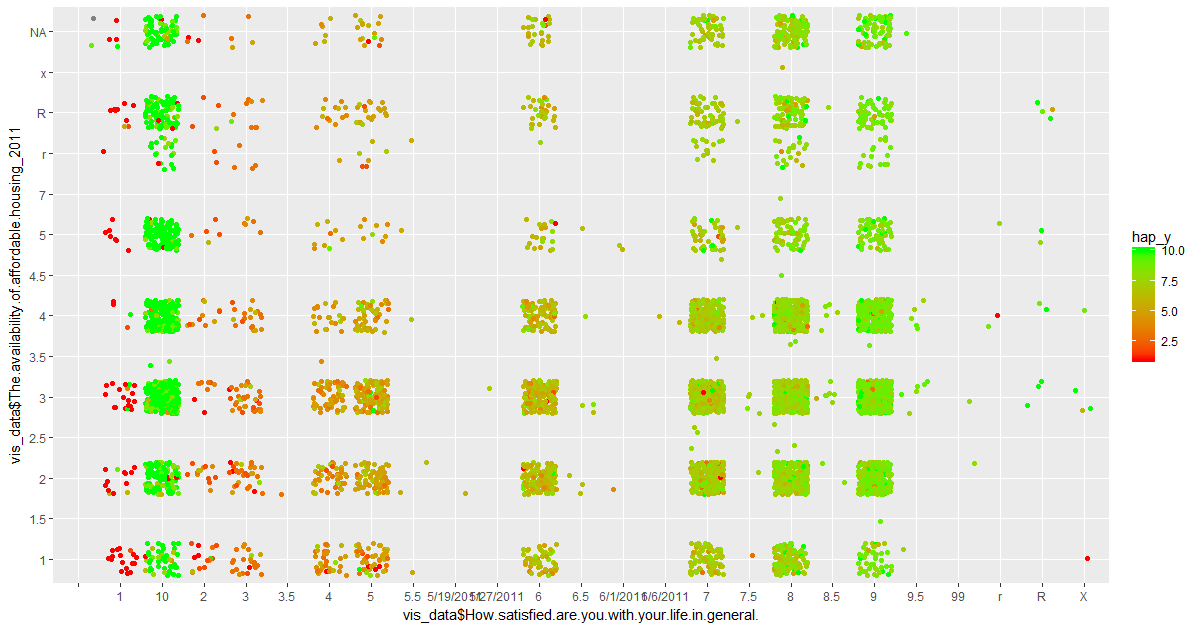 NA
x
R
r
7
5
4.5
4
3.5
3
2.5
2
1.5
1
vis_data$The.availability.of.affordable.housing_2011
1 10 2 3 3.5 4 5 5.5 5/19/2011 5/27/2011 6 6.5 6/1/2011 6/6/2011 7 7.5 8 8.5 9 9.5 99 r R X
vis_data$How.satisfied.are.you.with.your.life.in.general.
hap_y
10.0
7.5
5.0
2.5